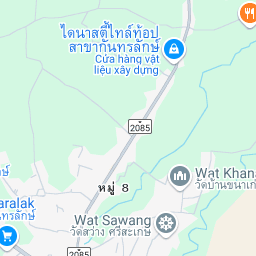 ไดนาสตี้ไทล์ท้อป
สาขากันทรลักษ์
Cửa hàng vật
liệu xây dựng
2085
Wat Khana
วัดบ้านขนาเก่
หมู่ 8
aralak
นทรลักษ์
Wat Sawang
วัดสว่าง ศรีสะเกษ
2085